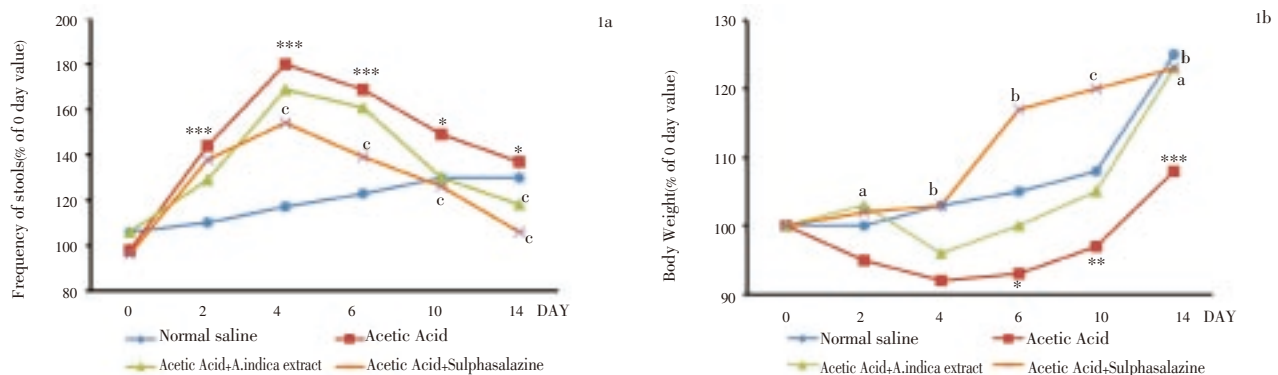 1a
Frequency of stools(% of 0 day value)
200
180
160
140
120
100
80
***
***
***
*
*
c
c
c
c
c
0 2 4 6 10 14 DAY
Normal saline Acetic Acid
Acetic Acid+A.indica extract Acetic Acid+Sulphasalazine
1b
Body Weight(% of 0 day value)
130
120
110
100
90
a
b
b
c
b
a
*
**
***
0 2 4 6 10 14 DAY
Normal saline Acetic Acid
Acetic Acid+A.indica extract Acetic Acid+Sulphasalazine